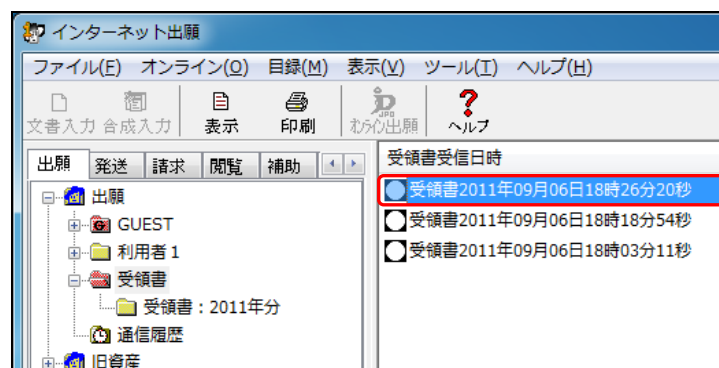 インターネット出願
ファイル(F) オンライン(O) 目録(M) 表示(V) ツール(T) ヘルプ(H)
文書入力 合成入力 表示 印刷 出願 ヘルプ
出願 発送 請求 閲覧 補助
受領書受信日時
出願
受領書2011年09月06日18時26分20秒
GUEST
受領書2011年09月06日18時18分54秒
利用者1
受領書2011年09月06日18時03分11秒
受領書
受領書：2011年分
通信履歴
旧資産